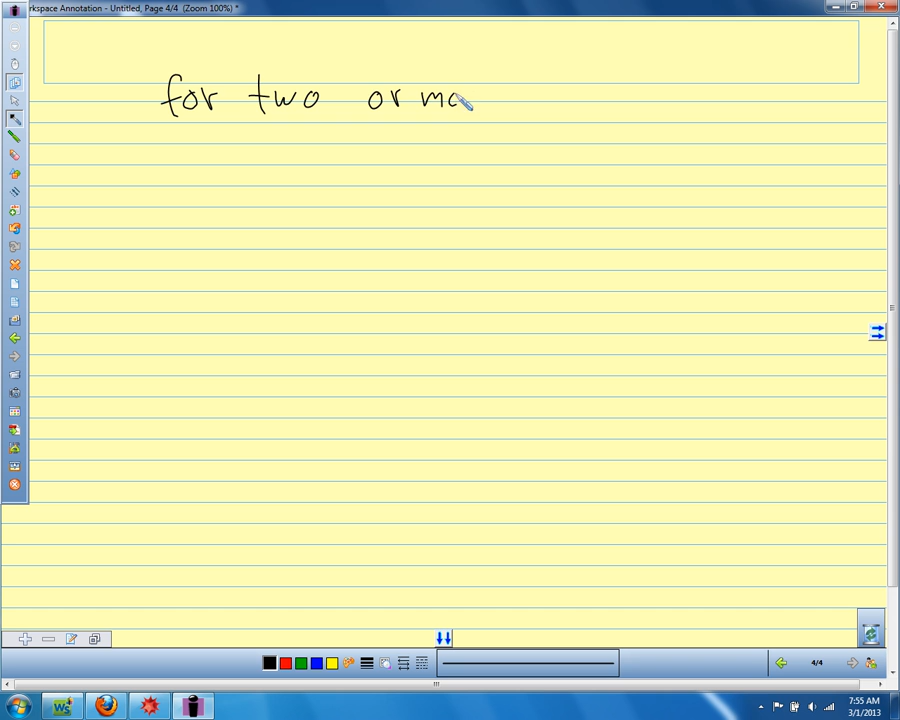 rkspace Annotation - Untitled, Page 4/4 (Zoom 100%) *
for two or mo
4/4
7:55 AM
3/1/2013